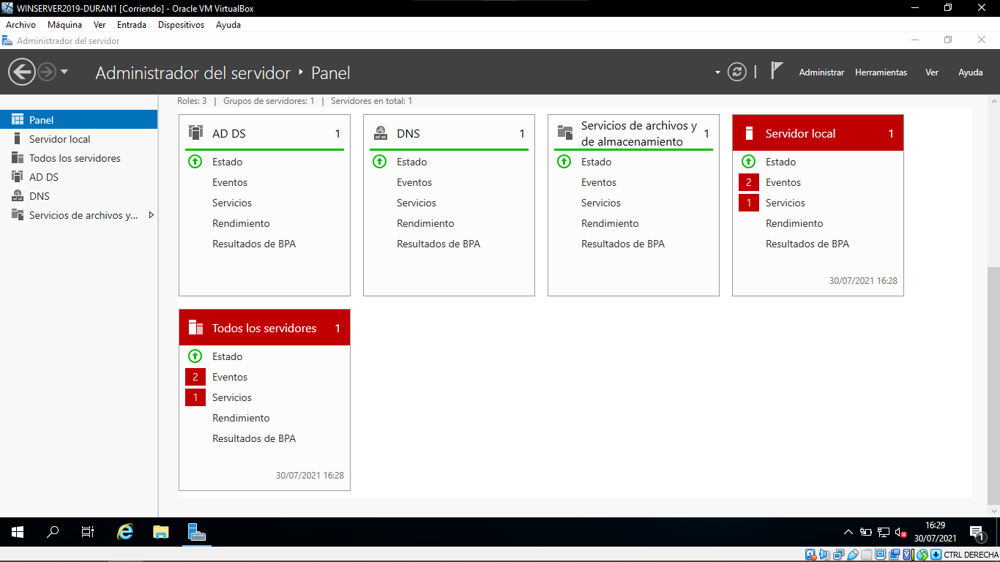 WINSERVER2019-DURAN1 [Corriendo] - Oracle VM VirtualBox
Archivo Máquina Ver Entrada Dispositivos Ayuda
Administrador del servidor
Administrador del servidor ‣ Panel
Administrar Herramientas Ver Ayuda
Panel
Servidor local
Todos los servidores
AD DS
DNS
Servicios de archivos y...
Roles: 3 | Grupos de servidores: 1 | Servidores en total: 1
AD DS 1
Estado
Eventos
Servicios
Rendimiento
Resultados de BPA
DNS 1
Estado
Eventos
Servicios
Rendimiento
Resultados de BPA
Servicios de archivos y
de almacenamiento 1
Estado
Eventos
Servicios
Rendimiento
Resultados de BPA
Servidor local 1
Estado
2 Eventos
1 Servicios
Rendimiento
Resultados de BPA
30/07/2021 16:28
Todos los servidores 1
Estado
2 Eventos
1 Servicios
Rendimiento
Resultados de BPA
30/07/2021 16:28
16:29
30/07/2021
1
CTRL DERECHA